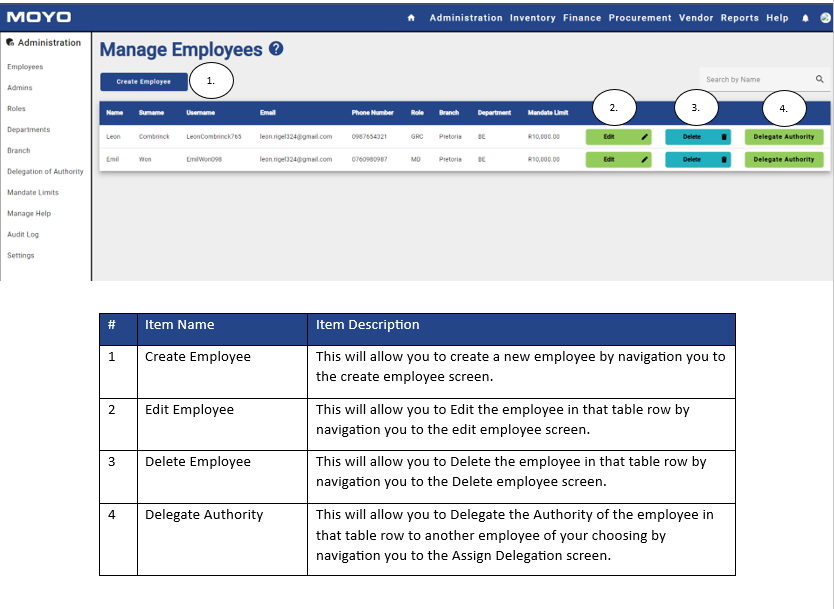 MOYO
Administration Inventory Finance Procurement Vendor Reports Help
Administration
Employees
Admins
Roles
Departments
Branch
Delegation of Authority
Mandate Limits
Manage Help
Audit Log
Settings
Manage Employees ?
Create Employee
1.
Search by Name
2.
3.
4.
Name Surname Username Email Phone Number Role Branch Department Mandate Limit
Leon Combrinck LeonCombrinck765 leon.rigel324@gmail.com 0987654321 GRC Pretoria BE R10,000.00 Edit Delete Delegate Authority
Emil Won EmilWon098 leon.rigel324@gmail.com 0760980987 MD Pretoria BE R10,000.00 Edit Delete Delegate Authority
# Item Name Item Description
1 Create Employee This will allow you to create a new employee by navigation you to
the create employee screen.
2 Edit Employee This will allow you to Edit the employee in that table row by
navigation you to the edit employee screen.
3 Delete Employee This will allow you to Delete the employee in that table row by
navigation you to the Delete employee screen.
4 Delegate Authority This will allow you to Delegate the Authority of the employee in
that table row to another employee of your choosing by
navigation you to the Assign Delegation screen.